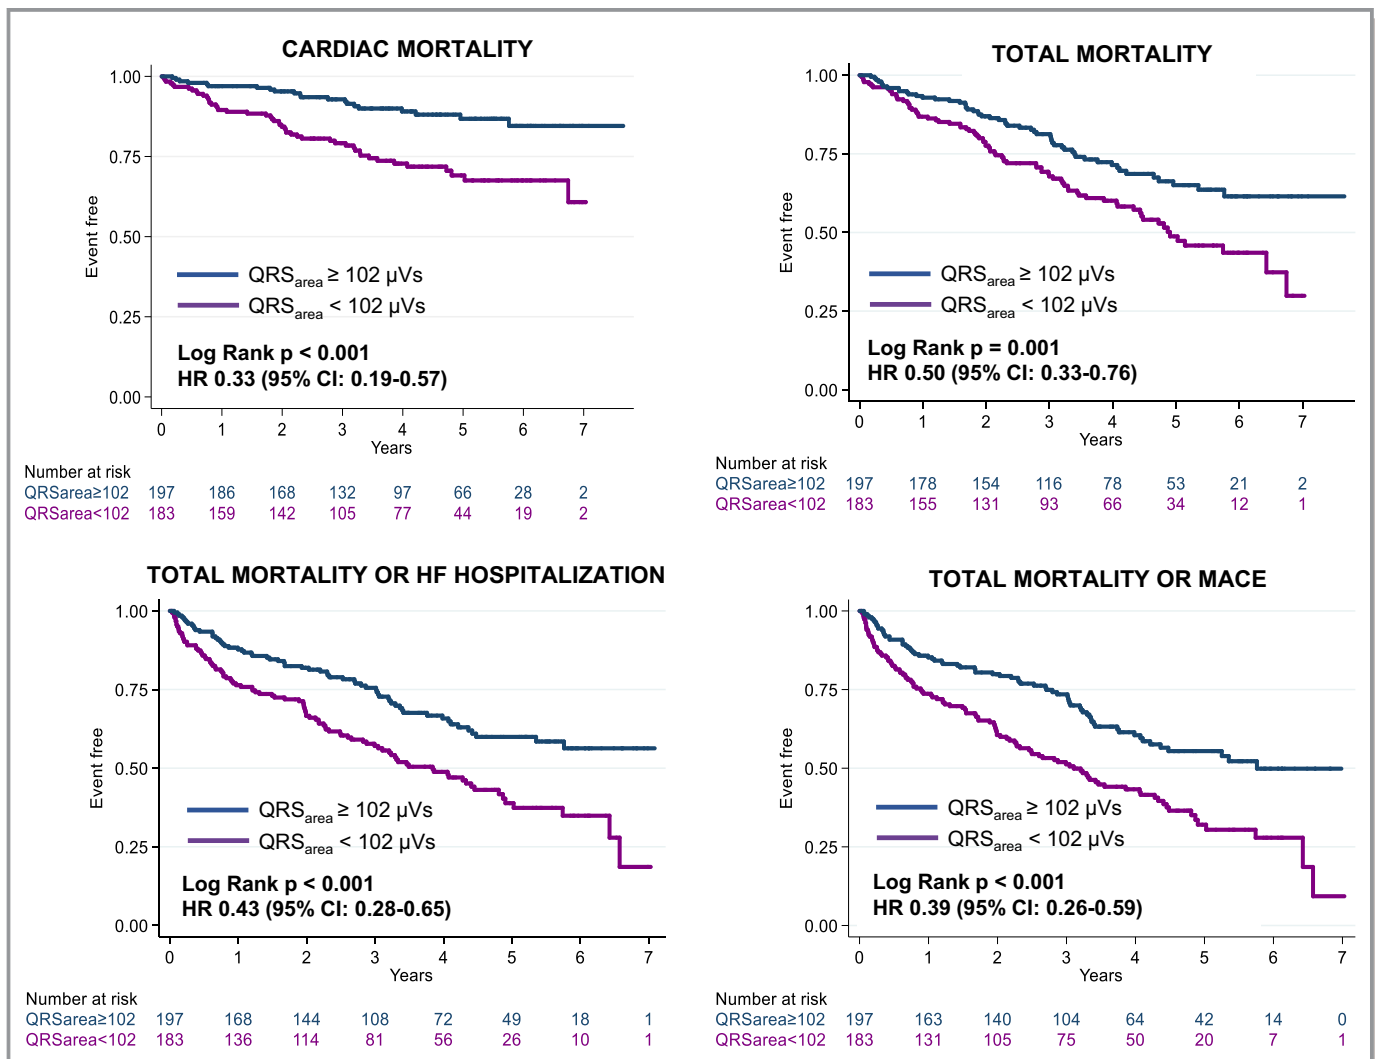 CARDIAC MORTALITY
1.00
0.75
0.50
0.25
0.00
Event free
QRSarea ≥ 102 µVs
QRSarea < 102 µVs
Log Rank p < 0.001
HR 0.33 (95% CI: 0.19-0.57)
0 1 2 3 4 5 6 7
Years
Number at risk
QRSarea≥102 197 186 168 132 97 66 28 2
QRSarea<102 183 159 142 105 77 44 19 2
TOTAL MORTALITY
1.00
0.75
0.50
0.25
0.00
Event free
QRSarea ≥ 102 µVs
QRSarea < 102 µVs
Log Rank p = 0.001
HR 0.50 (95% CI: 0.33-0.76)
0 1 2 3 4 5 6 7
Years
Number at risk
QRSarea≥102 197 178 154 116 78 53 21 2
QRSarea<102 183 155 131 93 66 34 12 1
TOTAL MORTALITY OR HF HOSPITALIZATION
1.00
0.75
0.50
0.25
0.00
Event free
QRSarea ≥ 102 µVs
QRSarea < 102 µVs
Log Rank p < 0.001
HR 0.43 (95% CI: 0.28-0.65)
0 1 2 3 4 5 6 7
Years
Number at risk
QRSarea≥102 197 168 144 108 72 49 18 1
QRSarea<102 183 136 114 81 56 26 10 1
TOTAL MORTALITY OR MACE
1.00
0.75
0.50
0.25
0.00
Event free
QRSarea ≥ 102 µVs
QRSarea < 102 µVs
Log Rank p < 0.001
HR 0.39 (95% CI: 0.26-0.59)
0 1 2 3 4 5 6 7
Years
Number at risk
QRSarea≥102 197 163 140 104 64 42 14 0
QRSarea<102 183 131 105 75 50 20 7 1